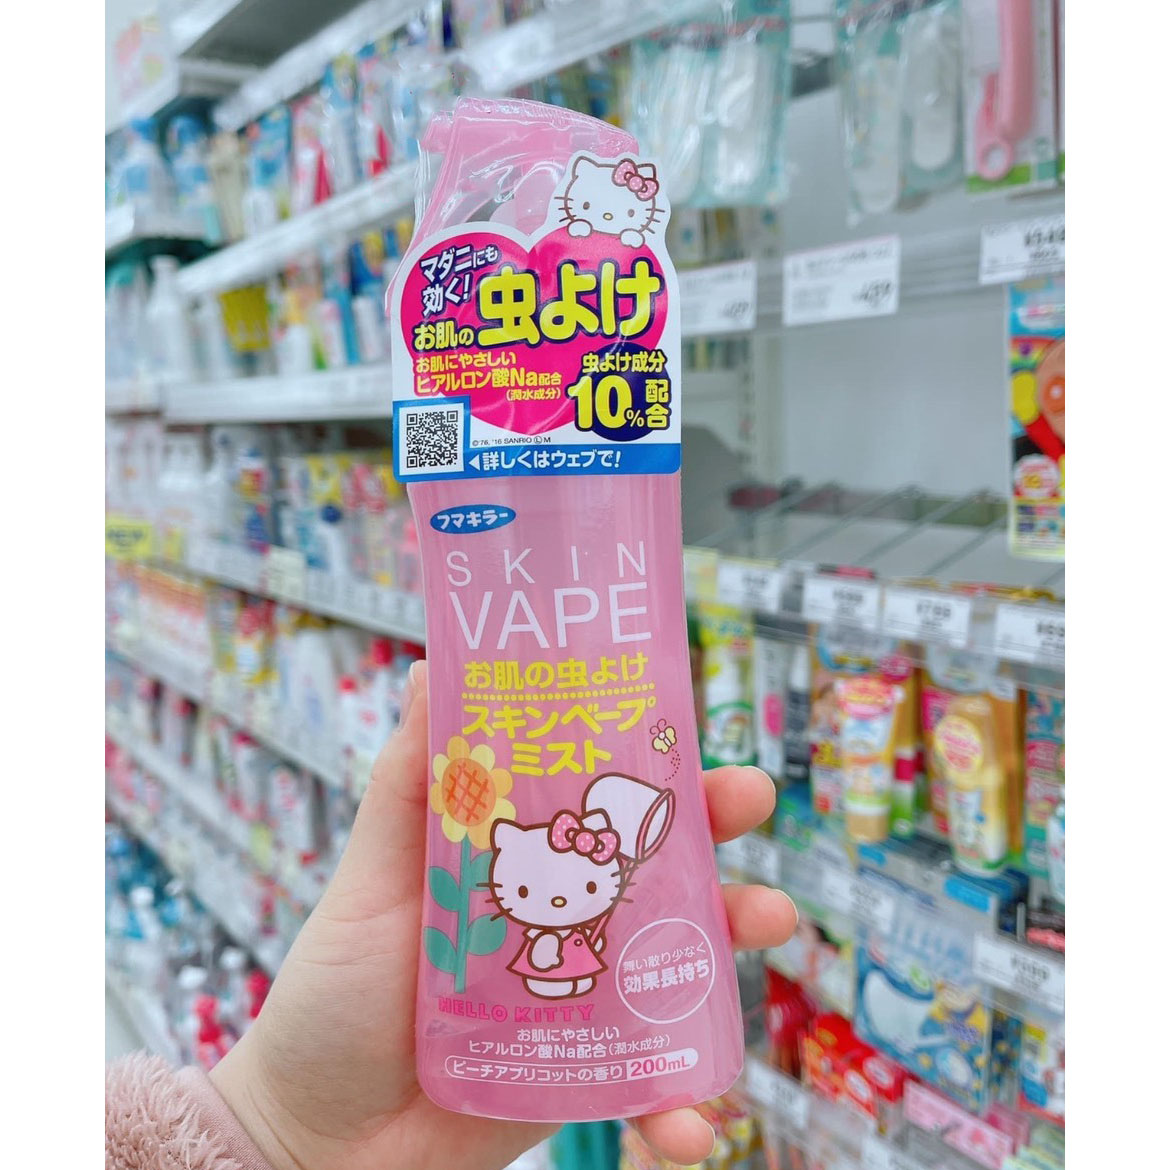 マダニにも
効く!
お肌の虫よけ
お肌にやさしい
ヒアルロン酸Na配合
(潤水成分)
虫よけ成分
10%配合
©'76, '16 SANRIO Ⓛ M
◀詳しくはウェブで!
フマキラー
SKIN
VAPE
お肌の虫よけ
スキンベープ
ミスト
舞い散り少なく
効果長持ち
HELLO KITTY
お肌にやさしい
ヒアルロン酸Na配合(潤水成分)
ピーチアプリコットの香り 200mL